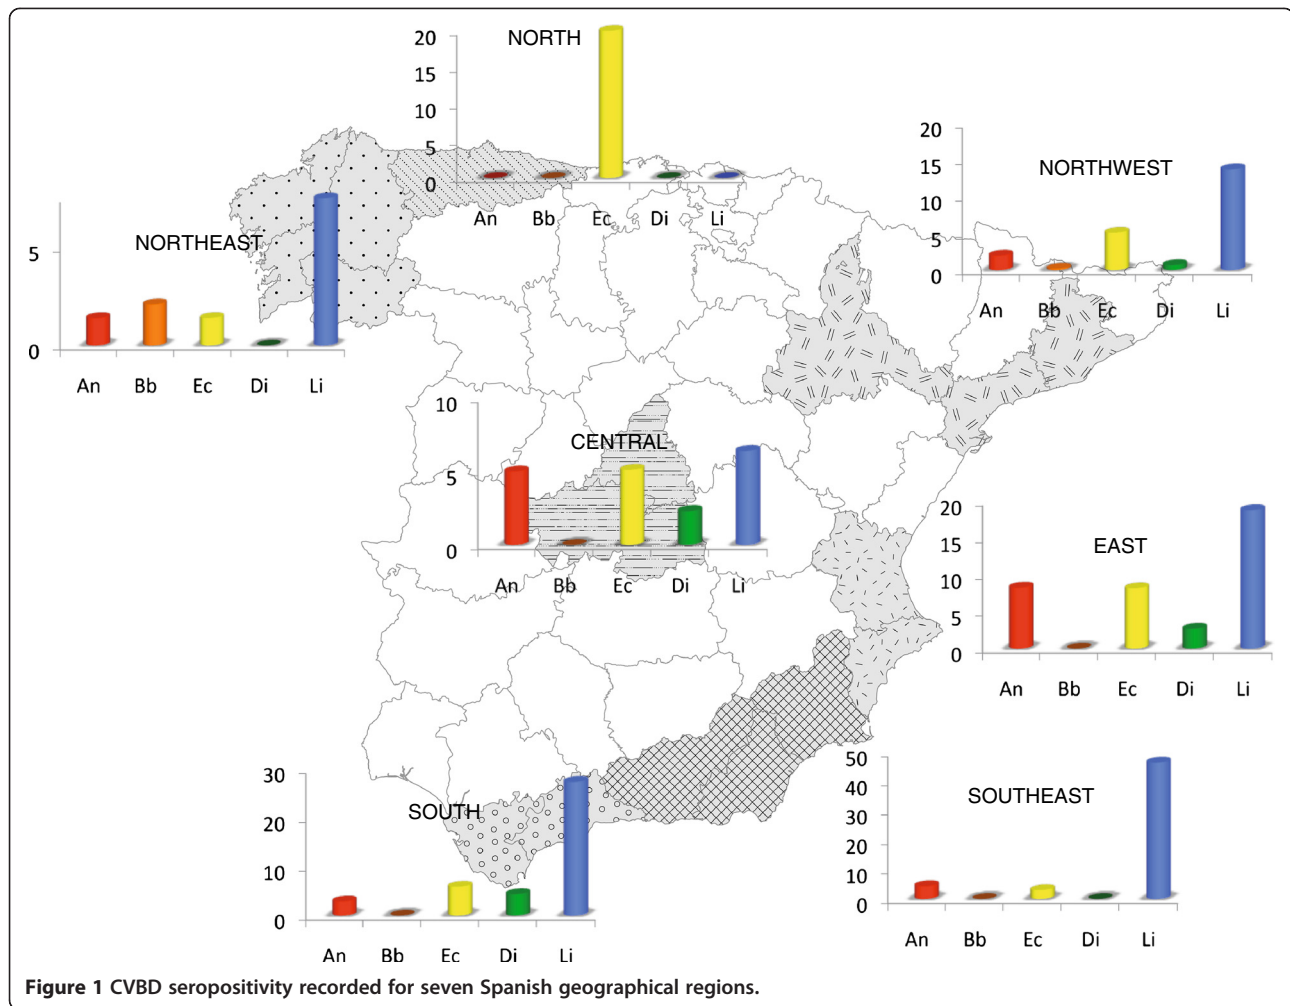 NORTH
20
15
10
5
0
An Bb Ec Di Li
NORTHWEST
20
15
10
5
0
An Bb Ec Di Li
NORTHEAST
5
0
An Bb Ec Di Li
CENTRAL
10
5
0
An Bb Ec Di Li
EAST
20
15
10
5
0
An Bb Ec Di Li
SOUTH
30
20
10
0
An Bb Ec Di Li
SOUTHEAST
50
40
30
20
10
0
An Bb Ec Di Li
Figure 1 CVBD seropositivity recorded for seven Spanish geographical regions.